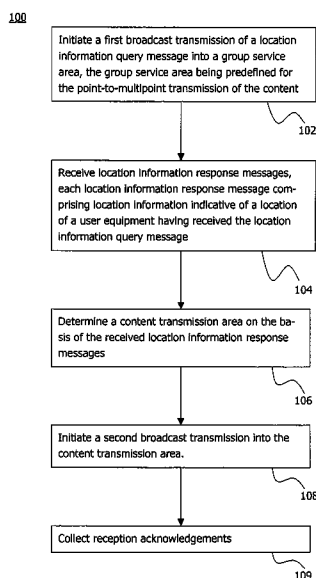 100
Initiate a first broadcast transmission of a location
information query message into a group service
area, the group service area being predefined for
the point-to-multipoint transmission of the content
102
Receive location information response messages,
each location information response message com-
prising location information indicative of a location
of a user equipment having received the location
information query message
104
Determine a content transmission area on the ba-
sis of the received location information response
messages
106
Initiate a second broadcast transmission into the
content transmission area.
108
Collect reception acknowledgements
109